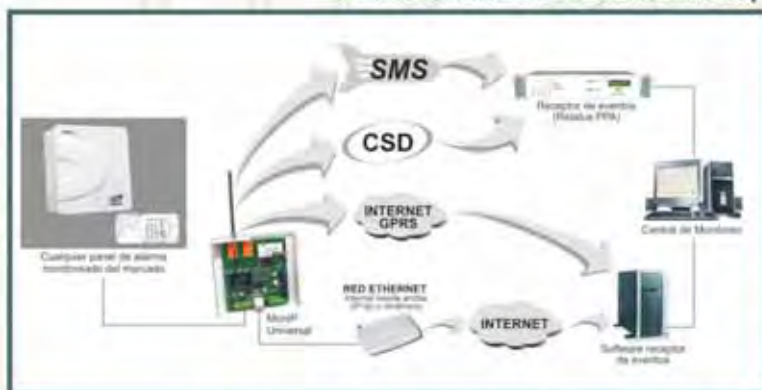 SMS
Receptor de eventos
CSD
INTERNET
GPRS
Central de Monitoreo
Cualquier panel de alarma
monitoreado del mercado
MoniP
Universal
RED ETHERNET
INTERNET
Software receptor
de eventos